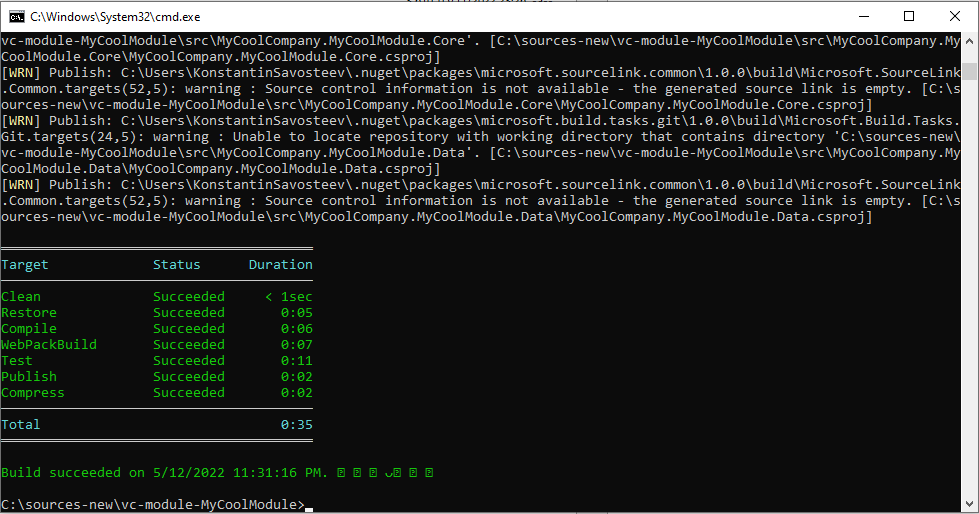 C:\Windows\System32\cmd.exe
vc-module-MyCoolModule\src\MyCoolCompany.MyCoolModule.Core'. [C:\sources-new\vc-module-MyCoolModule\src\MyCoolCompany.My
CoolModule.Core\MyCoolCompany.MyCoolModule.Core.csproj]
[WRN] Publish: C:\Users\KonstantinSavosteev\.nuget\packages\microsoft.sourcelink.common\1.0.0\build\Microsoft.SourceLink
.Common.targets(52,5): warning : Source control information is not available - the generated source link is empty. [C:\s
ources-new\vc-module-MyCoolModule\src\MyCoolCompany.MyCoolModule.Core\MyCoolCompany.MyCoolModule.Core.csproj]
[WRN] Publish: C:\Users\KonstantinSavosteev\.nuget\packages\microsoft.build.tasks.git\1.0.0\build\Microsoft.Build.Tasks.
Git.targets(24,5): warning : Unable to locate repository with working directory that contains directory 'C:\sources-new\
vc-module-MyCoolModule\src\MyCoolCompany.MyCoolModule.Data'. [C:\sources-new\vc-module-MyCoolModule\src\MyCoolCompany.My
CoolModule.Data\MyCoolCompany.MyCoolModule.Data.csproj]
[WRN] Publish: C:\Users\KonstantinSavosteev\.nuget\packages\microsoft.sourcelink.common\1.0.0\build\Microsoft.SourceLink
.Common.targets(52,5): warning : Source control information is not available - the generated source link is empty. [C:\s
ources-new\vc-module-MyCoolModule\src\MyCoolCompany.MyCoolModule.Data\MyCoolCompany.MyCoolModule.Data.csproj]
Target Status Duration
Clean Succeeded < 1sec
Restore Succeeded 0:05
Compile Succeeded 0:06
WebPackBuild Succeeded 0:07
Test Succeeded 0:11
Publish Succeeded 0:02
Compress Succeeded 0:02
Total 0:35
Build succeeded on 5/12/2022 11:31:16 PM.
C:\sources-new\vc-module-MyCoolModule>